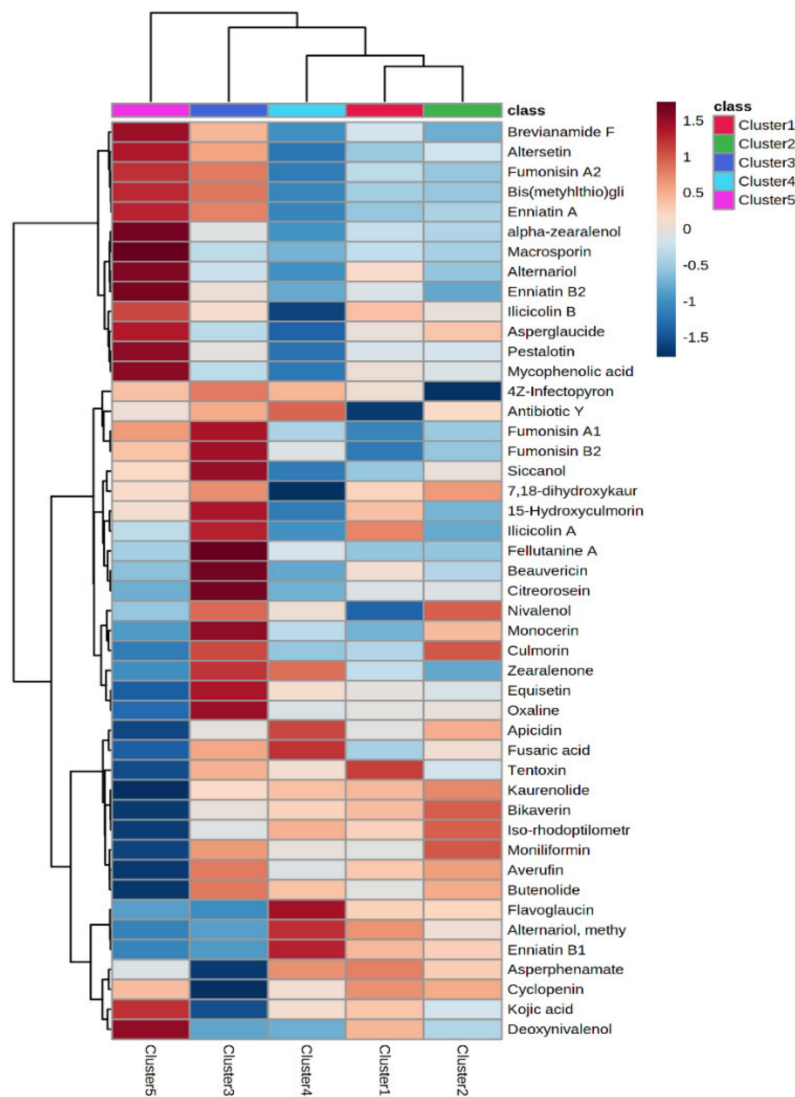 class
Brevianamide F
Altersetin
Fumonisin A2
Bis(metyhlthio)gli
Enniatin A
alpha-zearalenol
Macrosporin
Alternariol
Enniatin B2
Ilicicolin B
Asperglaucide
Pestalotin
Mycophenolic acid
4Z-Infectopyron
Antibiotic Y
Fumonisin A1
Fumonisin B2
Siccanol
7,18-dihydroxykaur
15-Hydroxyculmorin
Ilicicolin A
Fellutanine A
Beauvericin
Citreorosein
Nivalenol
Monocerin
Culmorin
Zearalenone
Equisetin
Oxaline
Apicidin
Fusaric acid
Tentoxin
Kaurenolide
Bikaverin
Iso-rhodoptilometr
Moniliformin
Averufin
Butenolide
Flavoglaucin
Alternariol, methy
Enniatin B1
Asperphenamate
Cyclopenin
Kojic acid
Deoxynivalenol
Cluster5
Cluster3
Cluster4
Cluster1
Cluster2
1.5
1
0.5
0
-0.5
-1
-1.5
class
Cluster1
Cluster2
Cluster3
Cluster4
Cluster5